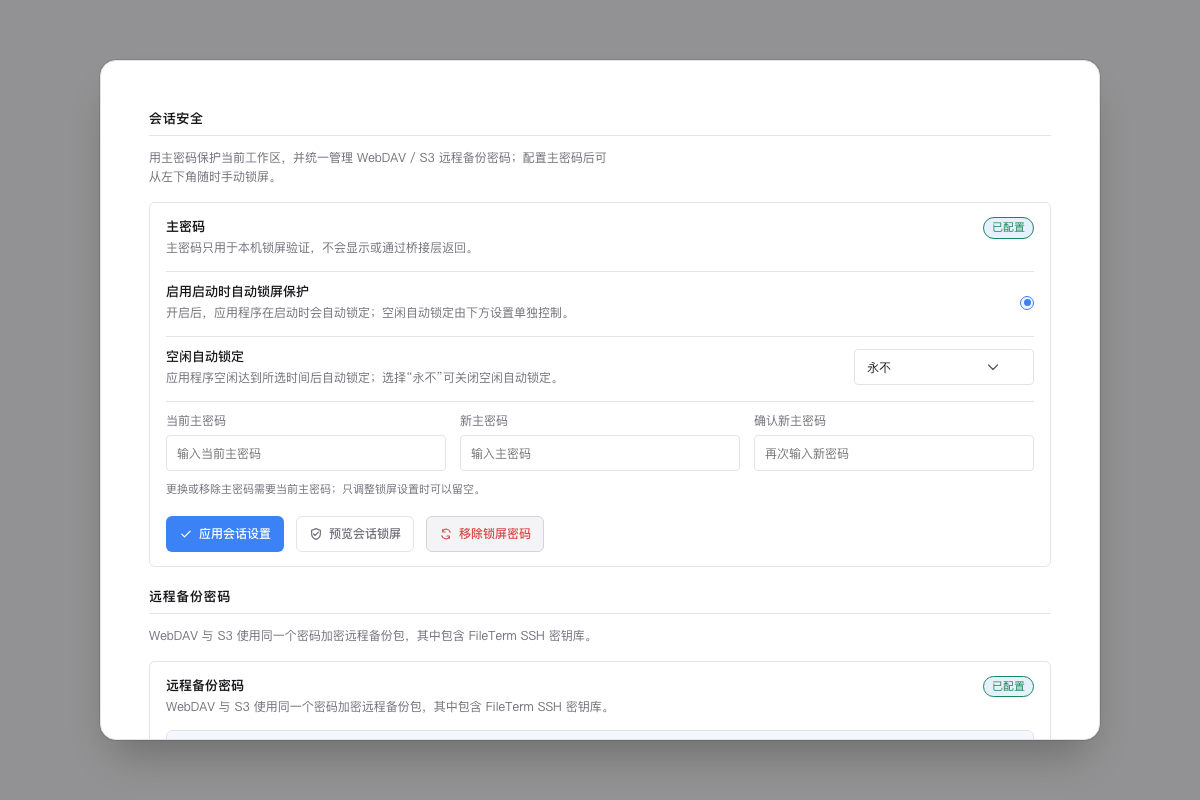 会话安全
用主密码保护当前工作区，并统一管理 WebDAV / S3 远程备份密码；配置主密码后可
从左下角随时手动锁屏。
主密码
已配置
主密码只用于本机锁屏验证，不会显示或通过桥接层返回。
启用启动时自动锁屏保护
开启后，应用程序在启动时会自动锁定；空闲自动锁定由下方设置单独控制。
空闲自动锁定
应用程序空闲达到所选时间后自动锁定；选择“永不”可关闭空闲自动锁定。
永不
当前主密码
新主密码
确认新主密码
输入当前主密码
输入主密码
再次输入新密码
更换或移除主密码需要当前主密码；只调整锁屏设置时可以留空。
应用会话设置
预览会话锁屏
移除锁屏密码
远程备份密码
WebDAV 与 S3 使用同一个密码加密远程备份包，其中包含 FileTerm SSH 密钥库。
远程备份密码
已配置
WebDAV 与 S3 使用同一个密码加密远程备份包，其中包含 FileTerm SSH 密钥库。